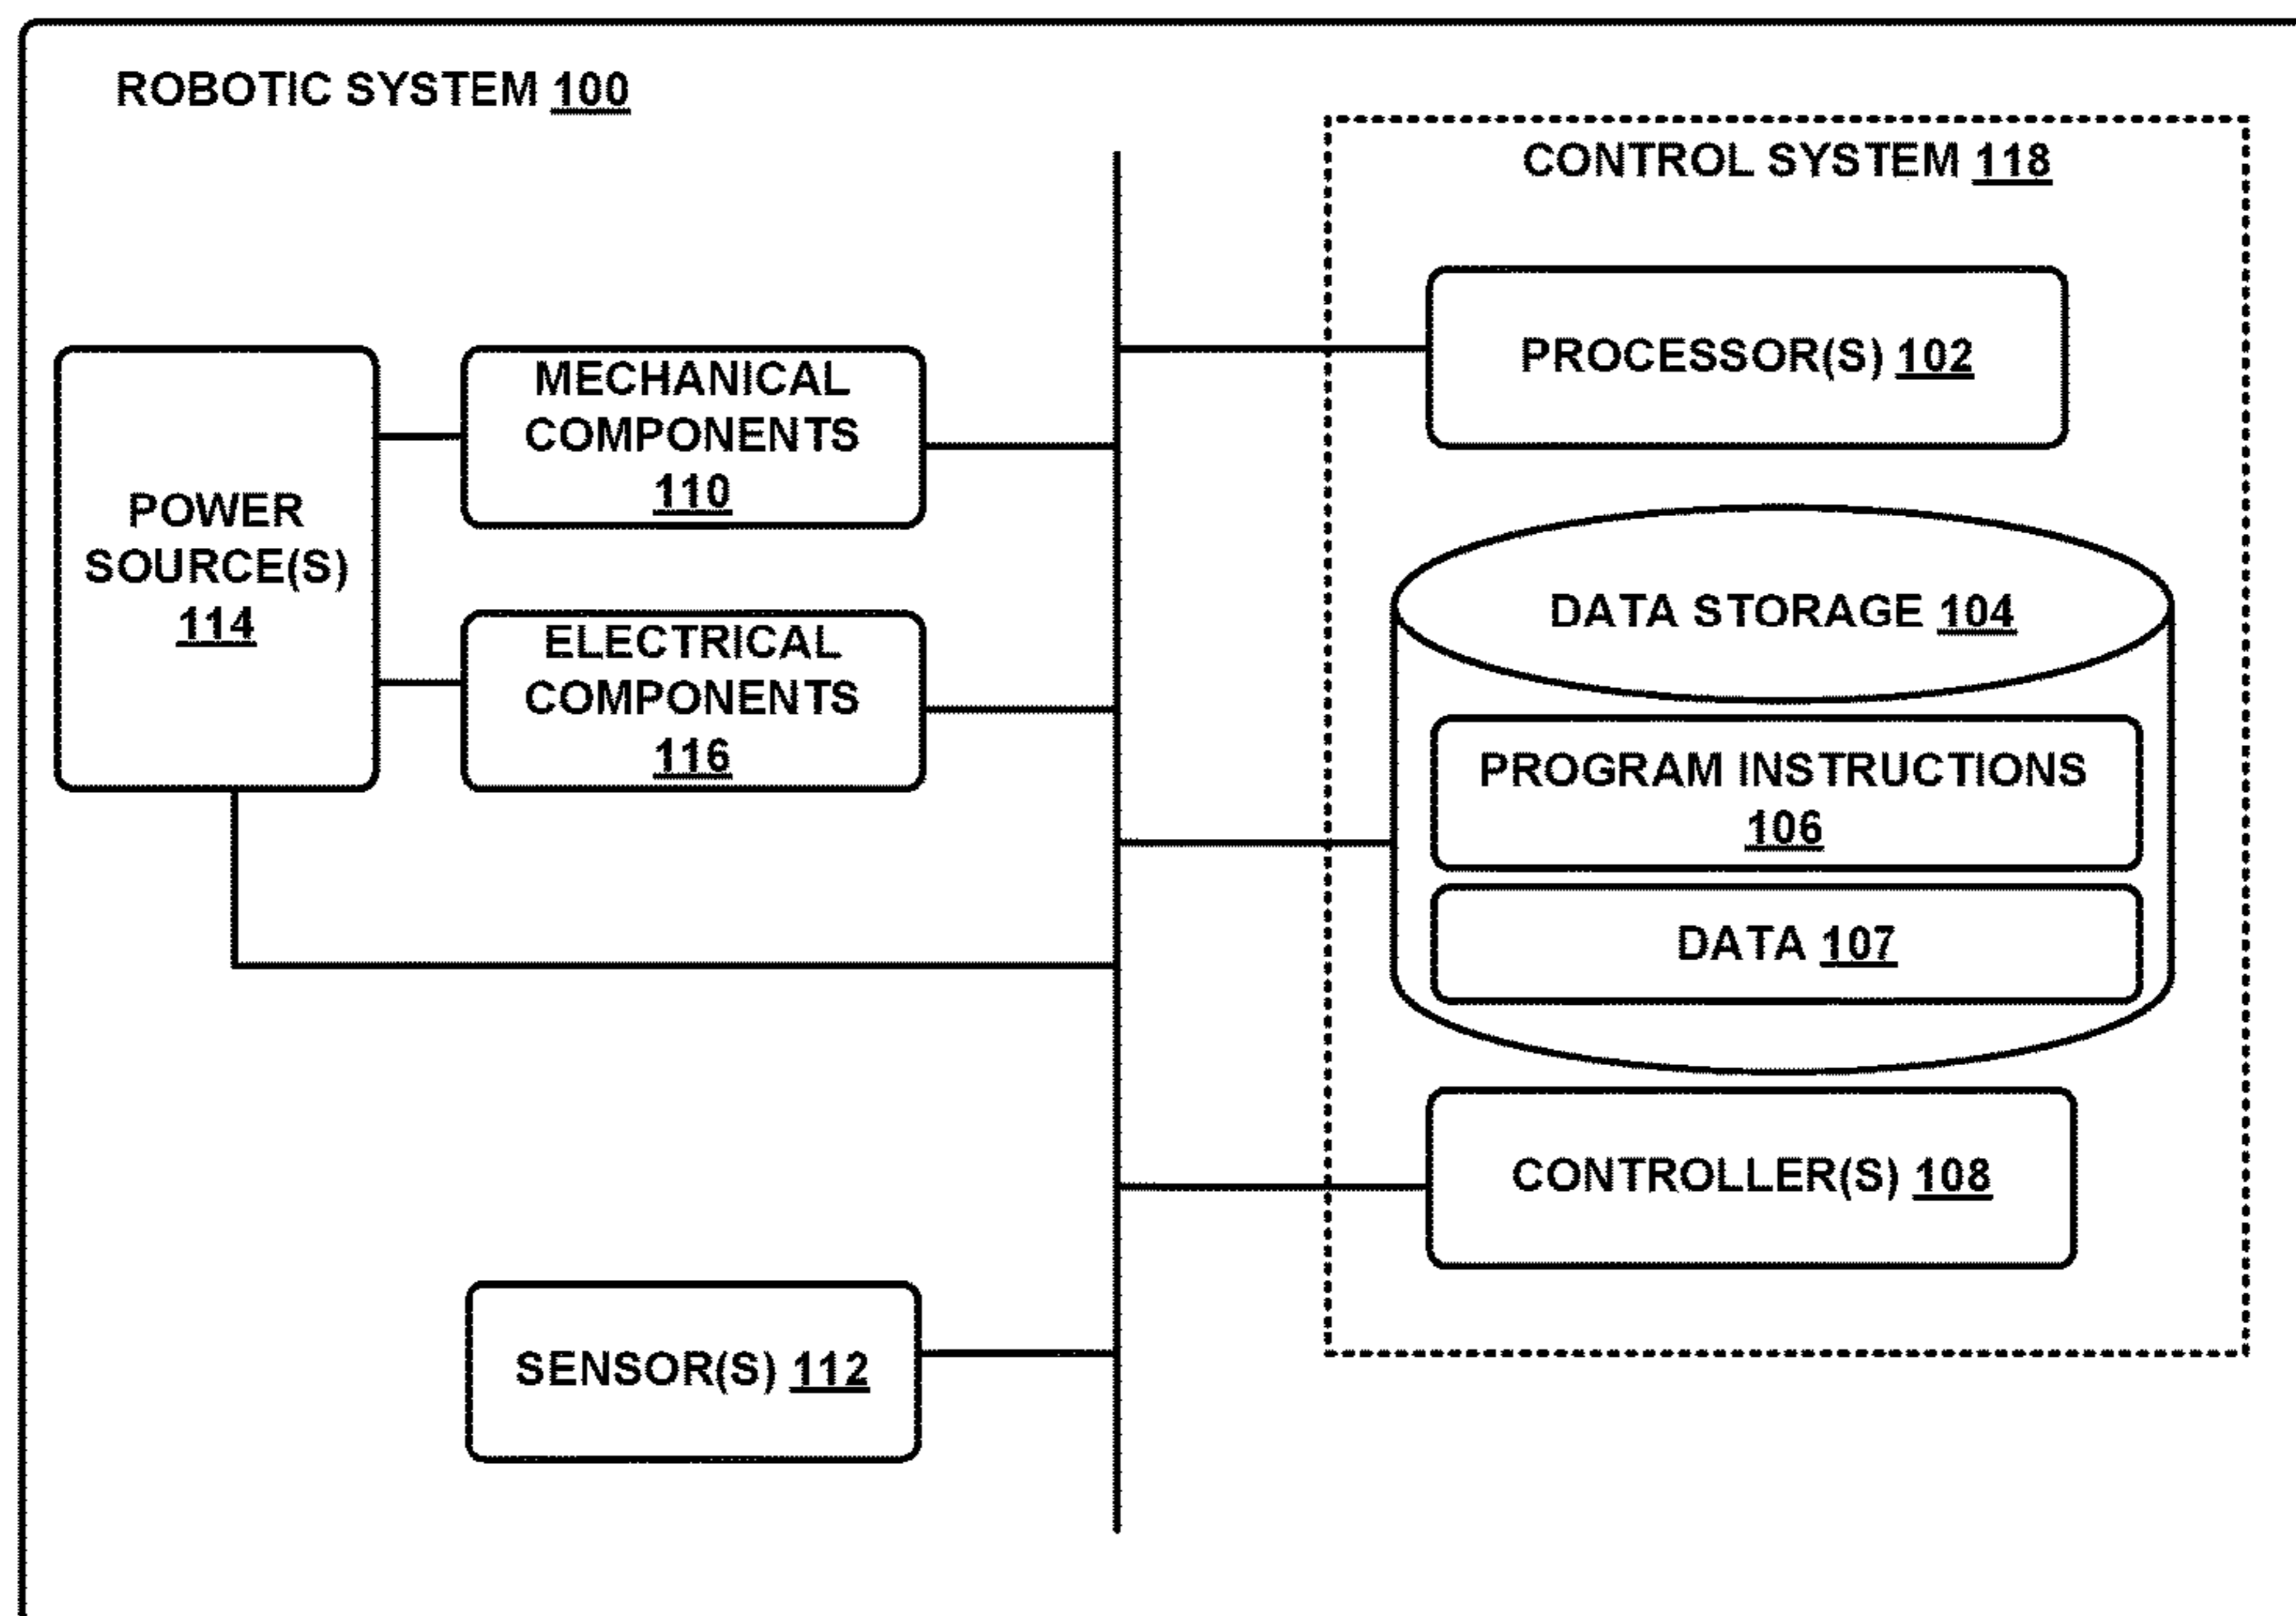 ROBOTIC SYSTEM 100
CONTROL SYSTEM 118
PROCESSOR(S) 102
MECHANICAL
COMPONENTS
110
POWER
SOURCE(S)
114
ELECTRICAL
COMPONENTS
116
DATA STORAGE 104
PROGRAM INSTRUCTIONS
106
DATA 107
CONTROLLER(S) 108
SENSOR(S) 112